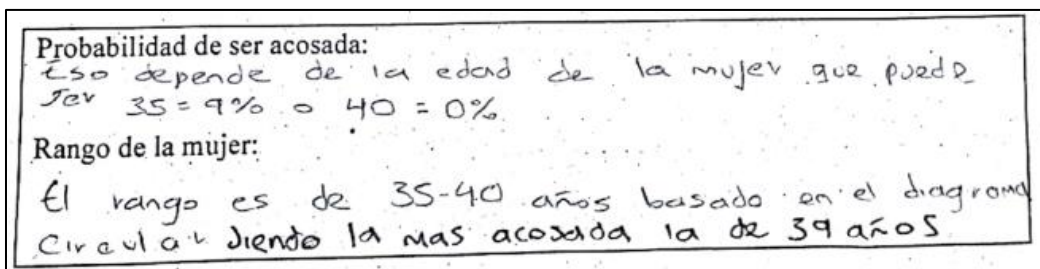 Probabilidad de ser acosada:
Eso depende de la edad de la mujer que puede
ser 35 = 9% o 40 = 0%
Rango de la mujer:
El rango es de 35-40 años basado en el diagrama
Circular siendo la mas acosada la de 39 años